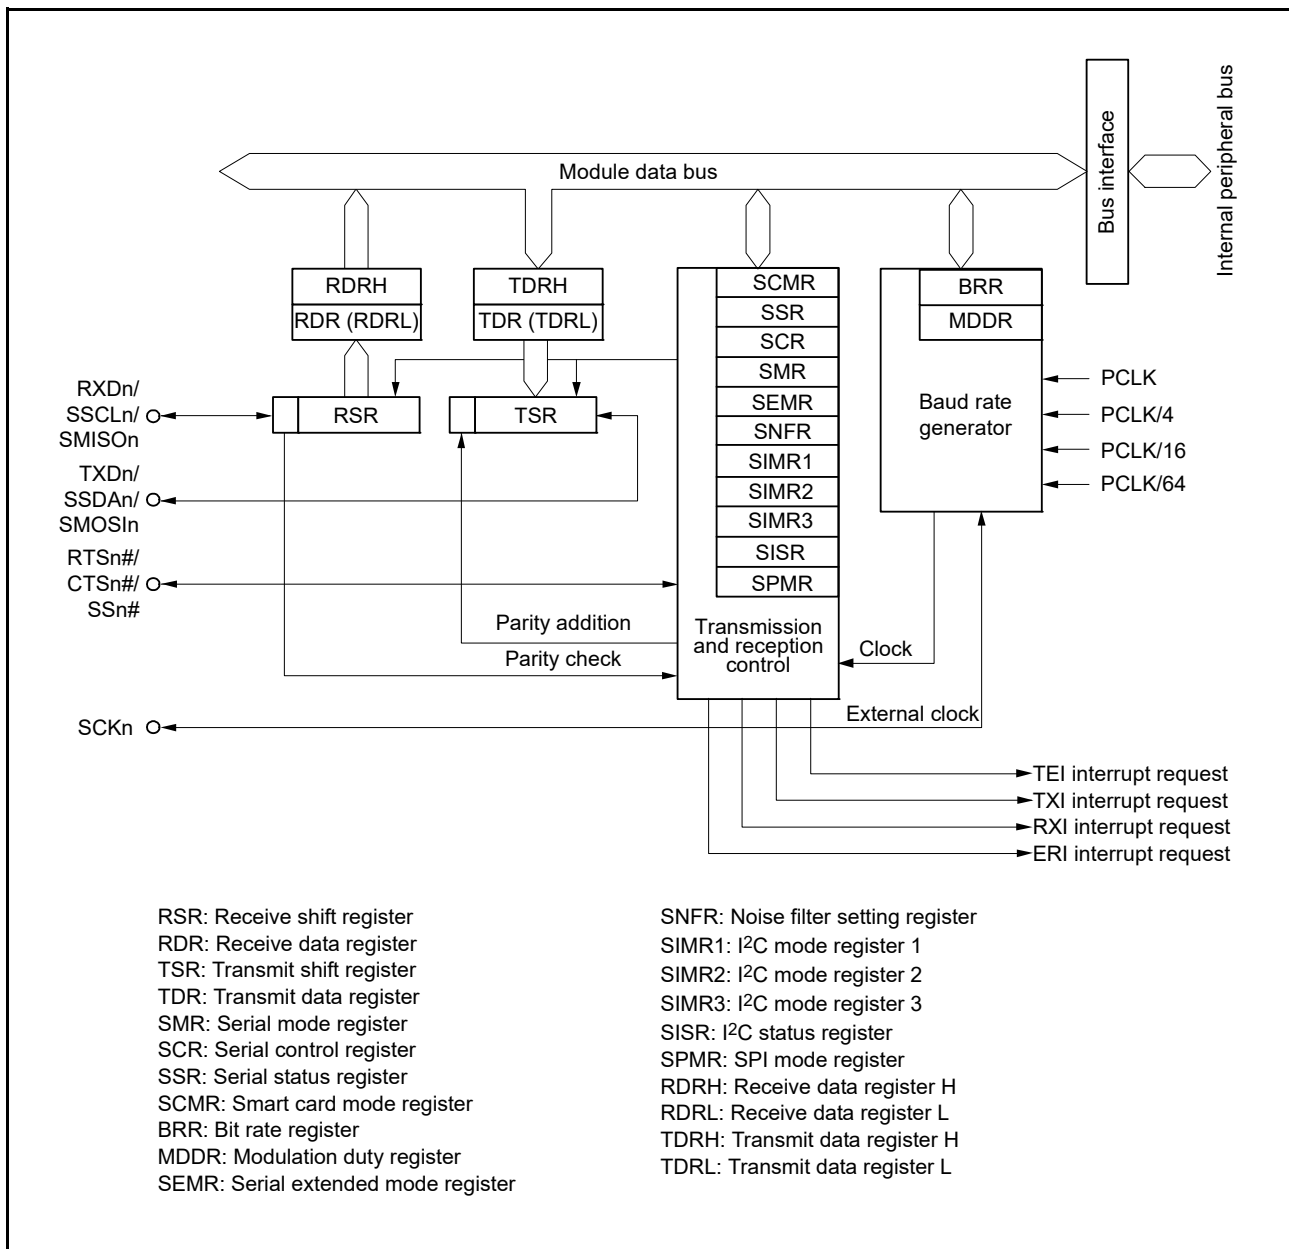 Module data bus
Bus interface
Internal peripheral bus
RDRH
RDR (RDRL)
TDRH
TDR (TDRL)
RSR
TSR
SCMR
SSR
SCR
SMR
SEMR
SNFR
SIMR1
SIMR2
SIMR3
SISR
SPMR
Transmission
and reception
control
BRR
MDDR
Baud rate
generator
PCLK
PCLK/4
PCLK/16
PCLK/64
RXDn/
SSCLn/
SMISOn
TXDn/
SSDAn/
SMOSIn
RTSn#/
CTSn#/
SSn#
Parity addition
Parity check
Clock
External clock
SCKn
TEI interrupt request
TXI interrupt request
RXI interrupt request
ERI interrupt request
RSR: Receive shift register
RDR: Receive data register
TSR: Transmit shift register
TDR: Transmit data register
SMR: Serial mode register
SCR: Serial control register
SSR: Serial status register
SCMR: Smart card mode register
BRR: Bit rate register
MDDR: Modulation duty register
SEMR: Serial extended mode register
SNFR: Noise filter setting register
SIMR1: I2C mode register 1
SIMR2: I2C mode register 2
SIMR3: I2C mode register 3
SISR: I2C status register
SPMR: SPI mode register
RDRH: Receive data register H
RDRL: Receive data register L
TDRH: Transmit data register H
TDRL: Transmit data register L